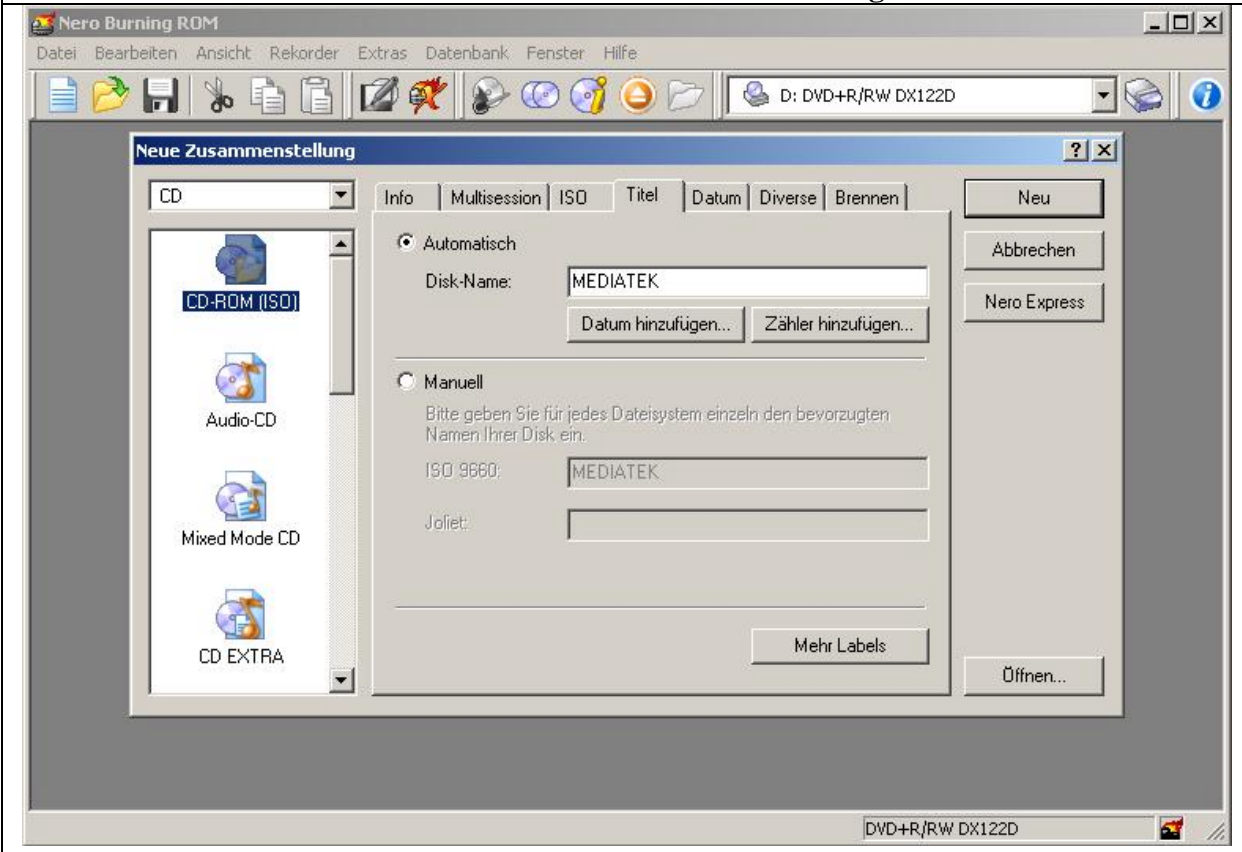 Nero Burning ROM
Datei Bearbeiten Ansicht Rekorder Extras Datenbank Fenster Hilfe
D: DVD+R/RW DX122D
Neue Zusammenstellung
CD
Info Multisession ISO Titel Datum Diverse Brennen
Neu
Abbrechen
Nero Express
CD-ROM (ISO)
Audio-CD
Mixed Mode CD
CD EXTRA
Automatisch
Disk-Name: MEDIATEK
Datum hinzufügen... Zähler hinzufügen...
Manuell
Bitte geben Sie für jedes Dateisystem einzeln den bevorzugten
Namen Ihrer Disk ein.
ISO 9660: MEDIATEK
Joliet:
Mehr Labels
Öffnen...
DVD+R/RW DX122D